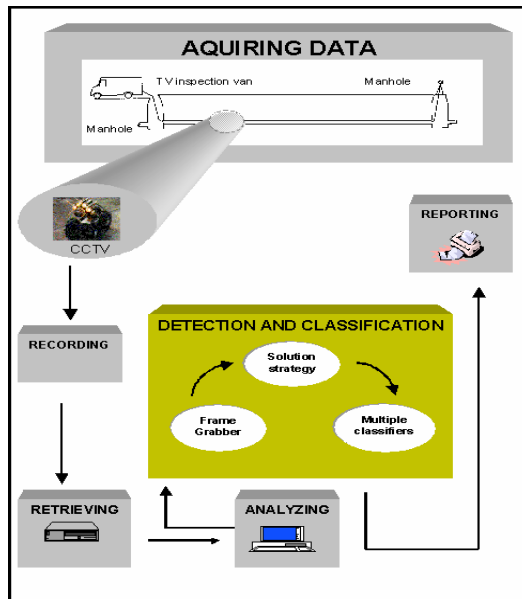 AQUIRING DATA
TV inspection van
Manhole
Manhole
CCTV
REPORTING
RECORDING
DETECTION AND CLASSIFICATION
Solution
strategy
Frame
Grabber
Multiple
classifiers
RETRIEVING
ANALYZING